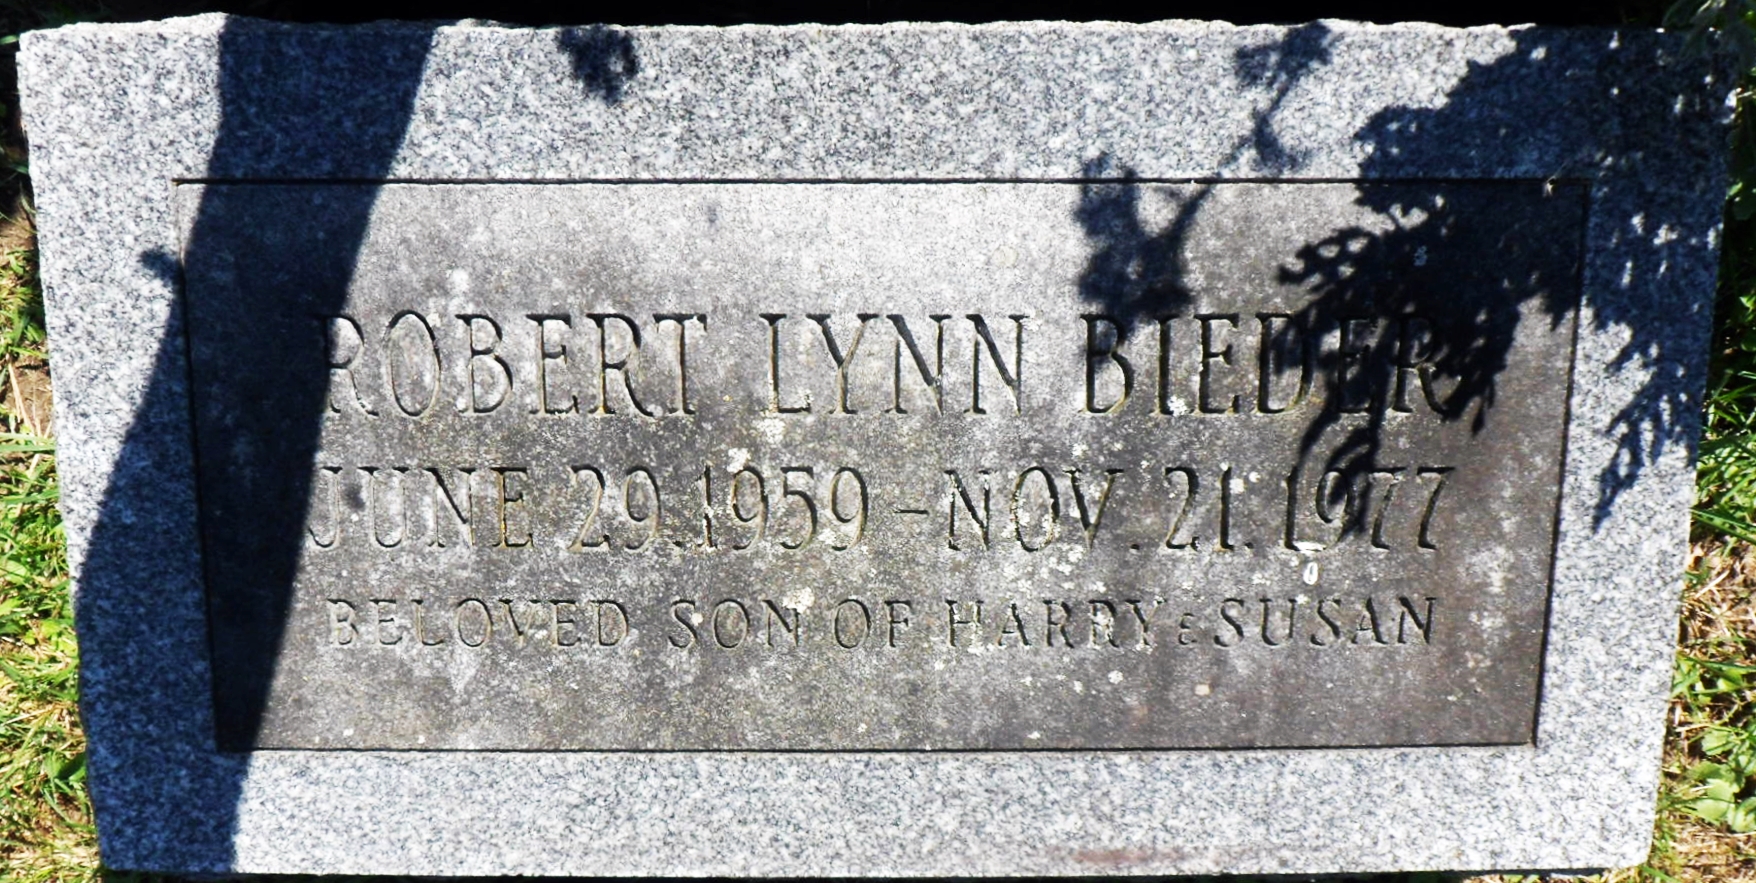 ROBERT LYNN BIEDER
JUNE 29.1959 - NOV. 21. 1977
BELOVED SON OF HARRY & SUSAN